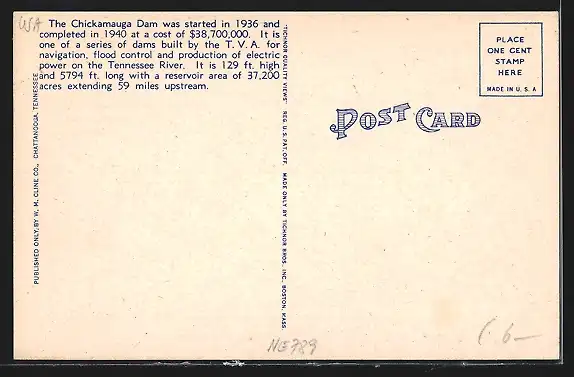 USA
The Chickamauga Dam was started in 1936 and
completed in 1940 at a cost of $38,700,000. It is
one of a series of dams built by the T. V. A. for
navigation, flood control and production of electric
power on the Tennessee River. It is 129 ft. high
and 5794 ft. long with a reservoir area of 37,200
acres extending 59 miles upstream.
PUBLISHED ONLY, BY W. M. CLINE CO., CHATTANOOGA, TENNESSEE
"TICHNOR QUALITY VIEWS" REG. U. S. PAT. OFF. MADE ONLY BY TICHNOR BROS. INC., BOSTON, MASS.
POST CARD
PLACE
ONE CENT
STAMP
HERE
MADE IN U. S. A